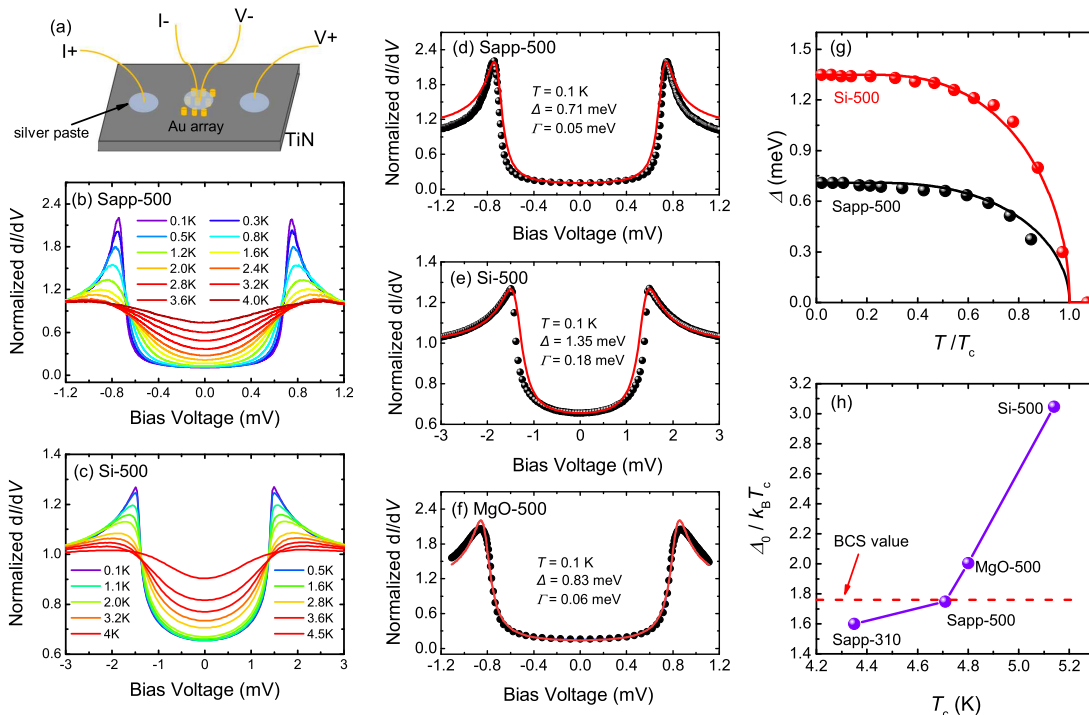 (a)
I-
V-
I+
V+
silver paste
Au array
TiN
(b) Sapp-500
0.1K 0.3K
0.5K 0.8K
1.2K 1.6K
2.0K 2.4K
2.8K 3.2K
3.6K 4.0K
Normalized dI/dV
2.4
1.8
1.2
0.6
0.0
-1.2 -0.8 -0.4 0.0 0.4 0.8 1.2
Bias Voltage (mV)
(c) Si-500
0.1K 0.5K
1.1K 1.6K
2.0K 2.8K
3.2K 3.6K
4K 4.5K
Normalized dI/dV
1.4
1.2
1.0
0.8
0.6
-3 -2 -1 0 1 2 3
Bias Voltage (mV)
(d) Sapp-500
T = 0.1 K
Δ = 0.71 meV
Γ = 0.05 meV
Normalized dI/dV
2.4
1.8
1.2
0.6
0.0
-1.2 -0.8 -0.4 0.0 0.4 0.8 1.2
Bias Voltage (mV)
(e) Si-500
T = 0.1 K
Δ = 1.35 meV
Γ = 0.18 meV
Normalized dI/dV
1.4
1.2
1.0
0.8
0.6
-3 -2 -1 0 1 2 3
Bias Voltage (mV)
(f) MgO-500
T = 0.1 K
Δ = 0.83 meV
Γ = 0.06 meV
Normalized dI/dV
2.4
1.8
1.2
0.6
0.0
-1.2 -0.8 -0.4 0.0 0.4 0.8 1.2
Bias Voltage (mV)
(g)
Si-500
Sapp-500
Δ (meV)
1.5
1.2
0.9
0.6
0.3
0.0
0.0 0.2 0.4 0.6 0.8 1.0
T/Tc
(h)
Si-500
BCS value
MgO-500
Sapp-500
Sapp-310
Δ0 / kB Tc
3.2
3.0
2.8
2.6
2.4
2.2
2.0
1.8
1.6
1.4
4.2 4.4 4.6 4.8 5.0 5.2
Tc (K)